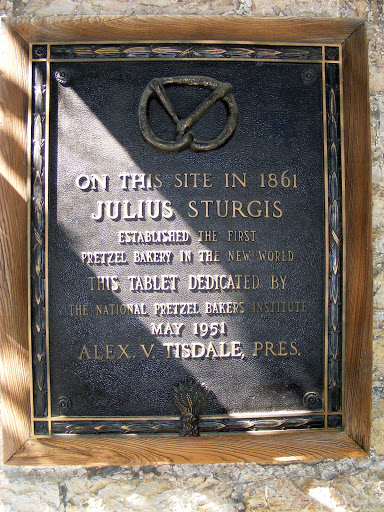 ON THIS SITE IN 1861
JULIUS STURGIS
ESTABLISHED THE FIRST
PRETZEL BAKERY IN THE NEW WORLD
THIS TABLET DEDICATED BY
THE NATIONAL PRETZEL BAKERS INSTITUTE
MAY 1951
ALEX. V. TISDALE, PRES.